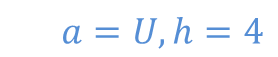 a = U, h = 4